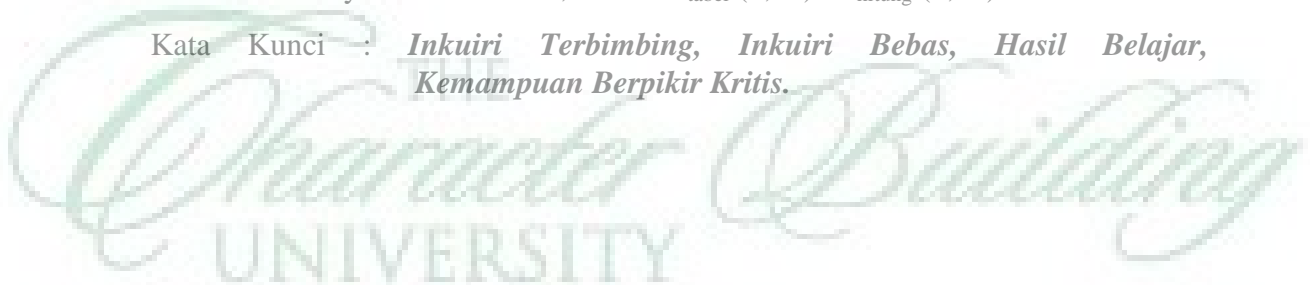 Kata Kunci : Inkuiri Terbimbing, Inkuiri Bebas, Hasil Belajar,
Kemampuan Berpikir Kritis.
THE
Character Building
UNIVERSITY